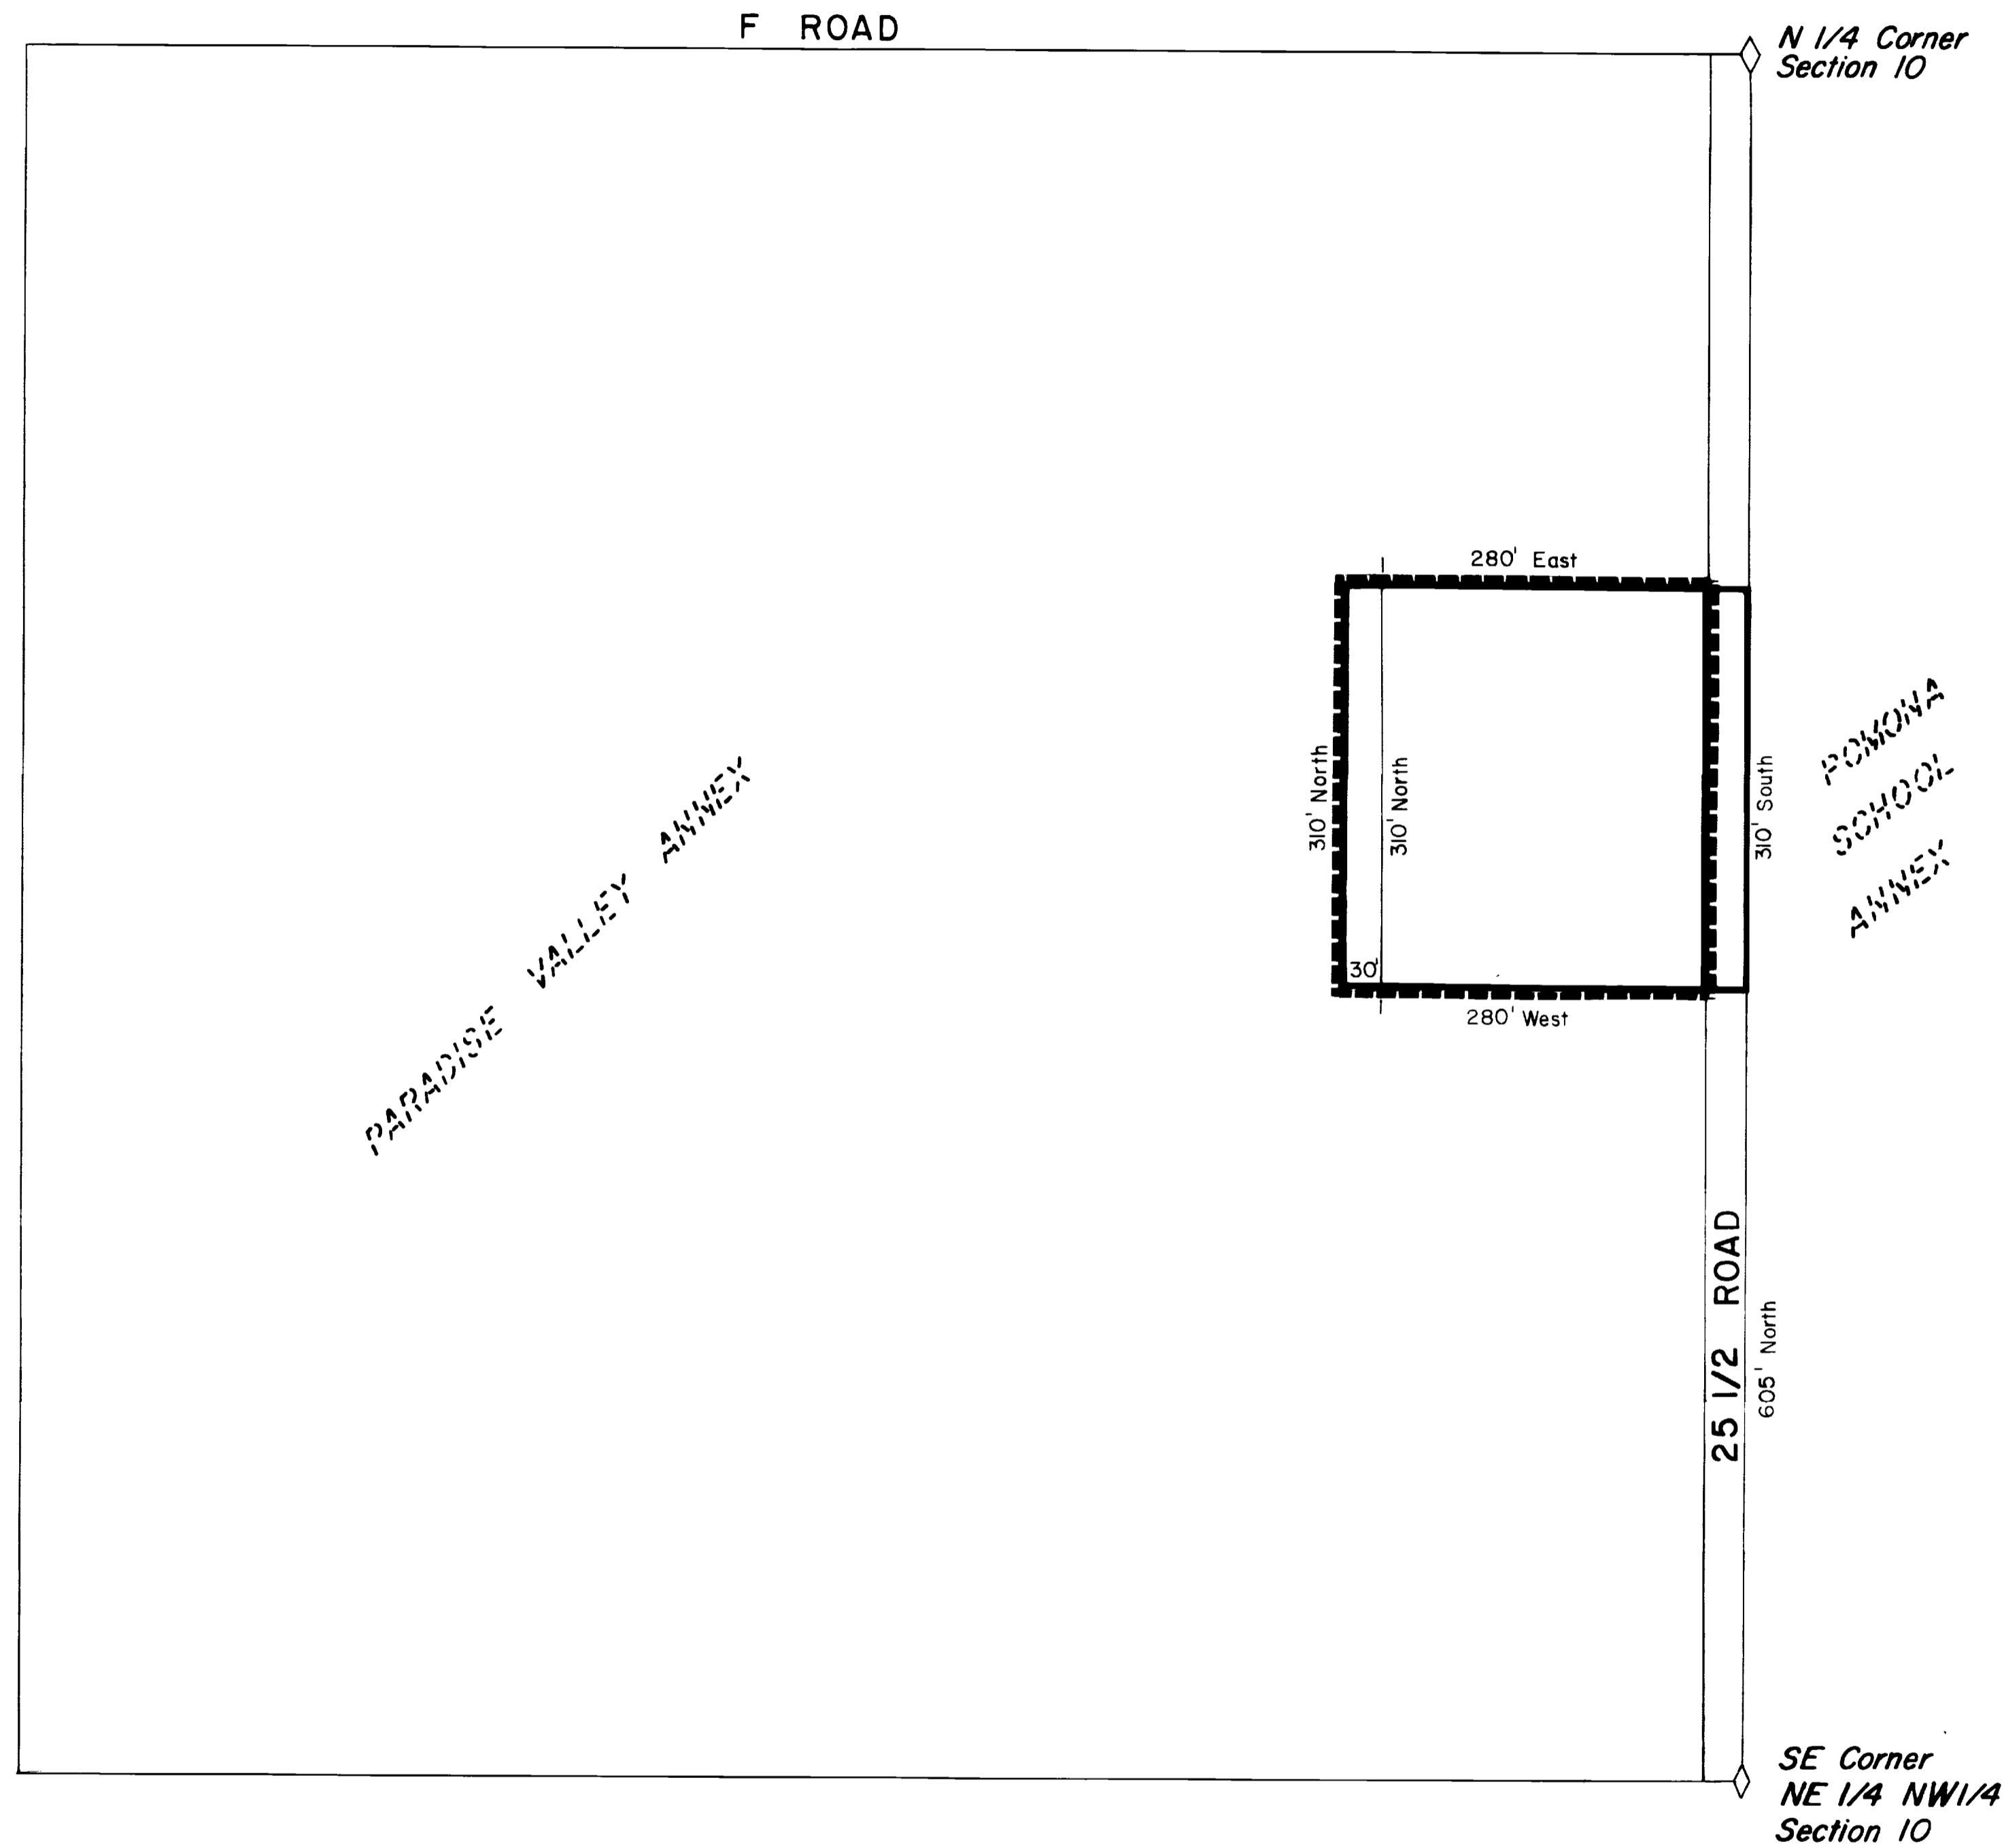 F ROAD
N 1/4 Corner
Section 10
280' East
310' North
310' North
310' South
30'
280' West
POMONA
SCHOOL
ANNEX
PARADISE VALLEY ANNEX
25 1/2 ROAD
605' North
SE Corner
NE 1/4 NW1/4
Section 10